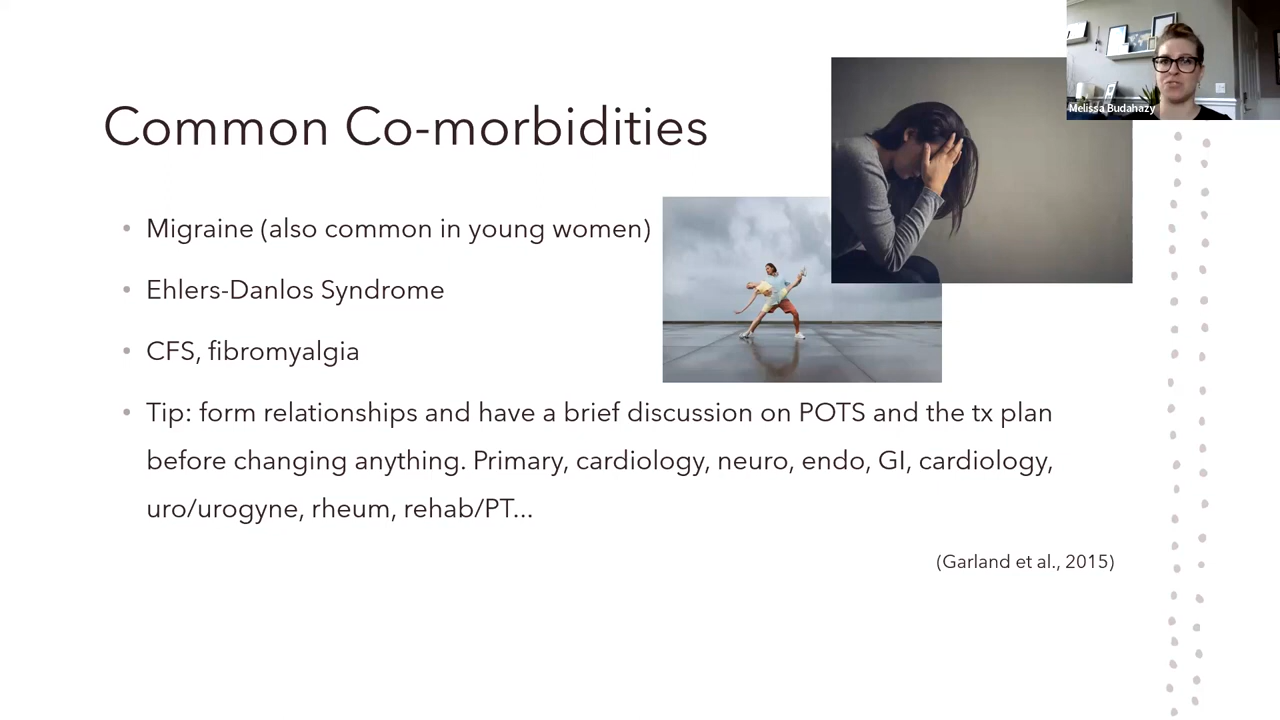 Melissa Budahazy
Common Co-morbidities
• Migraine (also common in young women)
• Ehlers-Danlos Syndrome
• CFS, fibromyalgia
• Tip: form relationships and have a brief discussion on POTS and the tx plan
before changing anything. Primary, cardiology, neuro, endo, GI, cardiology,
uro/urogyne, rheum, rehab/PT...
(Garland et al., 2015)